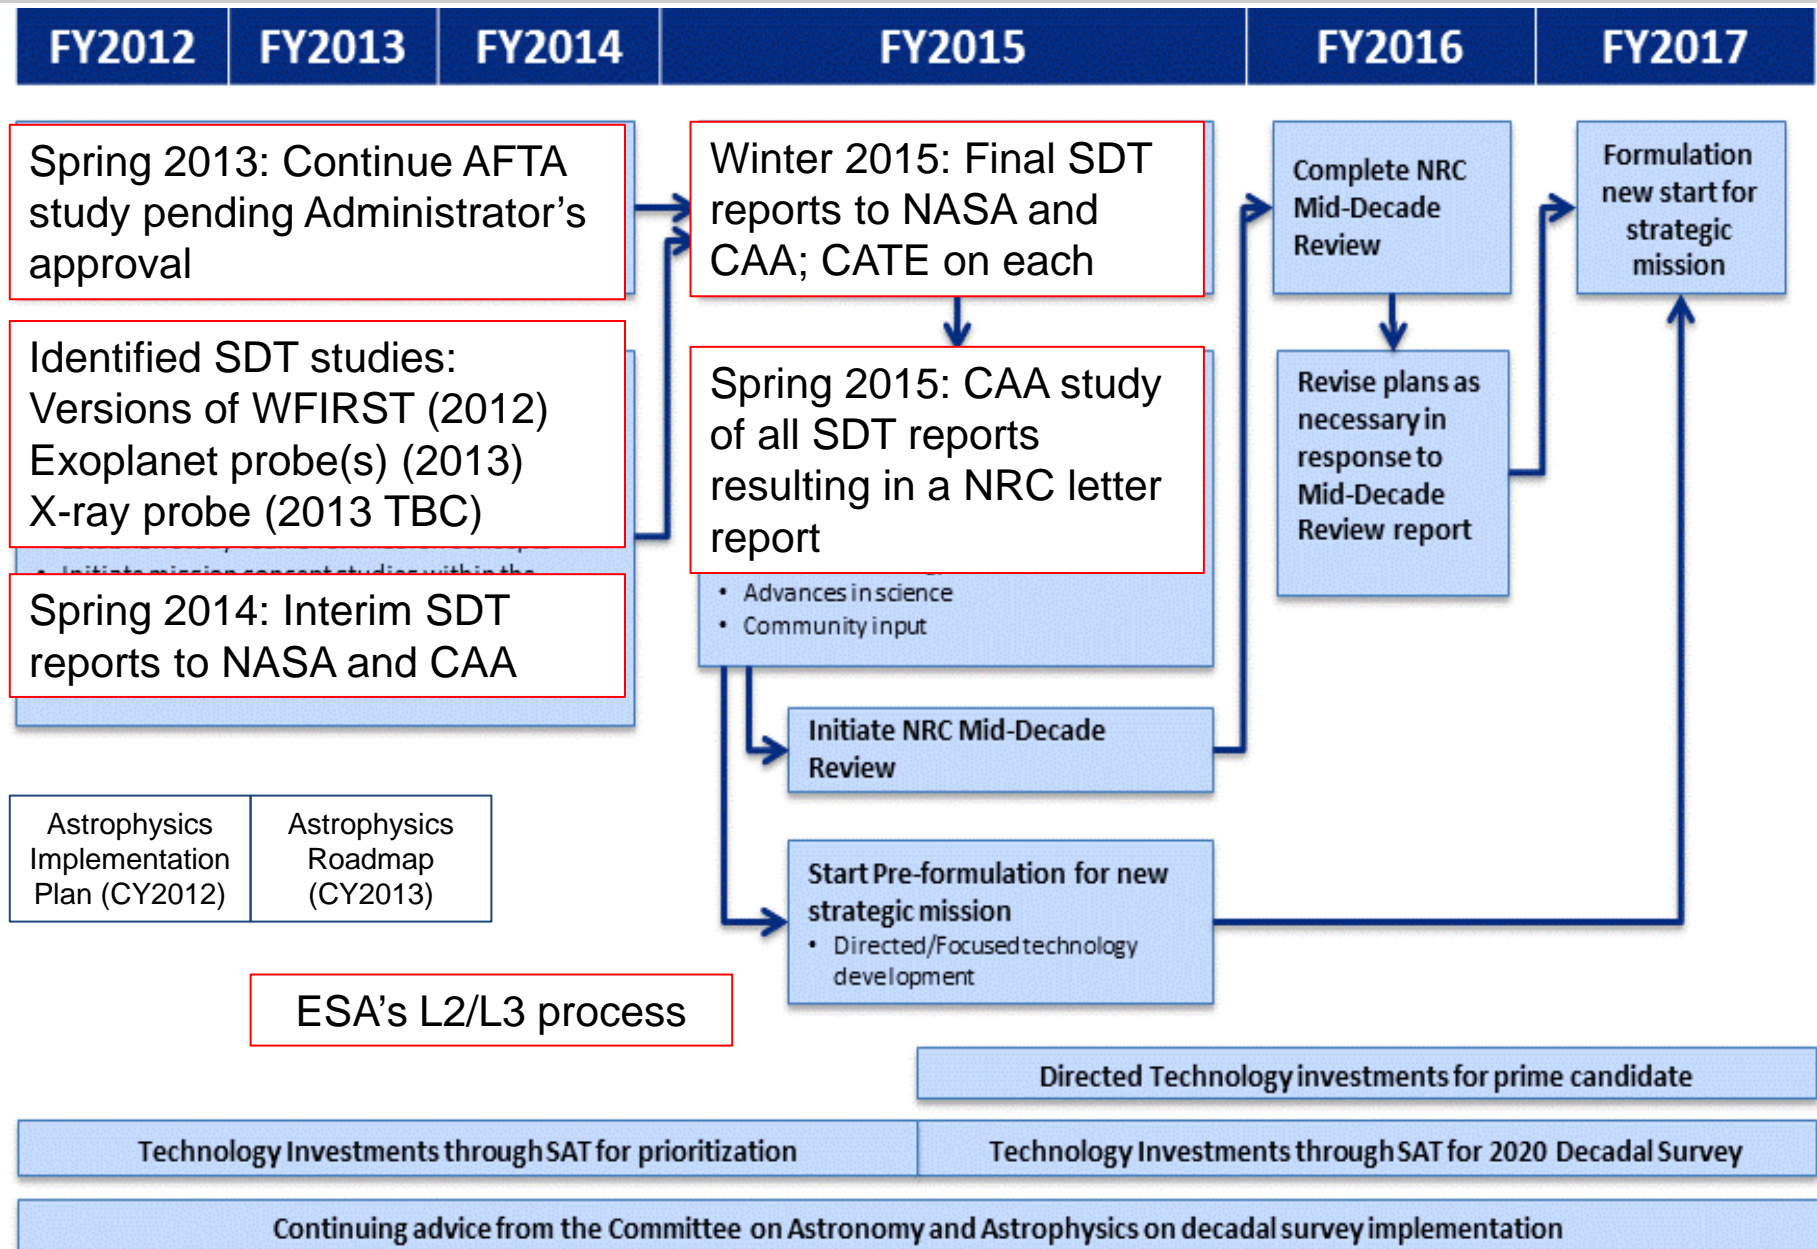 FY2012 FY2013 FY2014 FY2015 FY2016 FY2017
Spring 2013: Continue AFTA
study pending Administrator’s
approval
Identified SDT studies:
Versions of WFIRST (2012)
Exoplanet probe(s) (2013)
X-ray probe (2013 TBC)
• Initiate mission concept studies within the
Spring 2014: Interim SDT
reports to NASA and CAA
Winter 2015: Final SDT
reports to NASA and
CAA; CATE on each
Spring 2015: CAA study
of all SDT reports
resulting in a NRC letter
report
• Advances in science
• Community input
Initiate NRC Mid-Decade
Review
Start Pre-formulation for new
strategic mission
• Directed/Focused technology
development
Complete NRC
Mid-Decade
Review
Revise plans as
necessary in
response to
Mid-Decade
Review report
Formulation
new start for
strategic
mission
Astrophysics
Implementation
Plan (CY2012)
Astrophysics
Roadmap
(CY2013)
ESA’s L2/L3 process
Directed Technology investments for prime candidate
Technology Investments through SAT for prioritization
Technology Investments through SAT for 2020 Decadal Survey
Continuing advice from the Committee on Astronomy and Astrophysics on decadal survey implementation